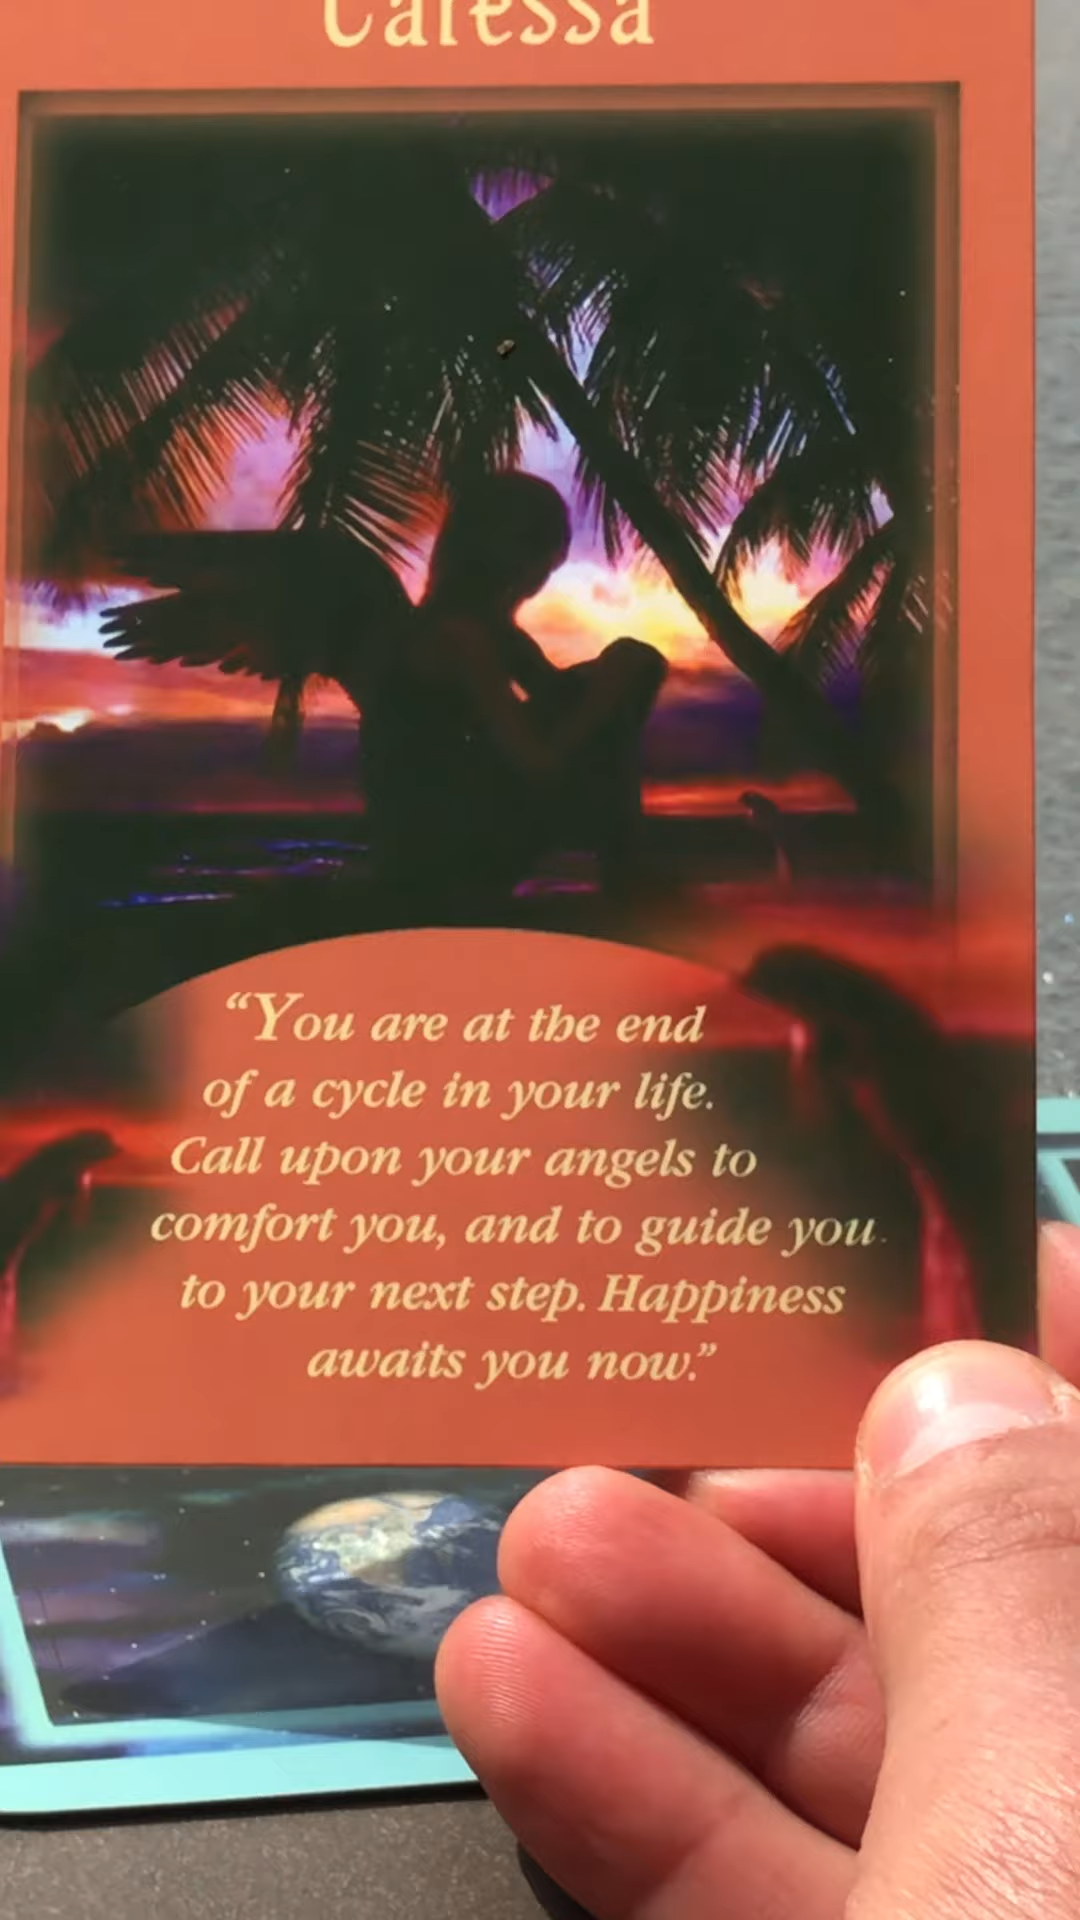 Caressa
“You are at the end
of a cycle in your life.
Call upon your angels to
comfort you, and to guide you
to your next step. Happiness
awaits you now.”